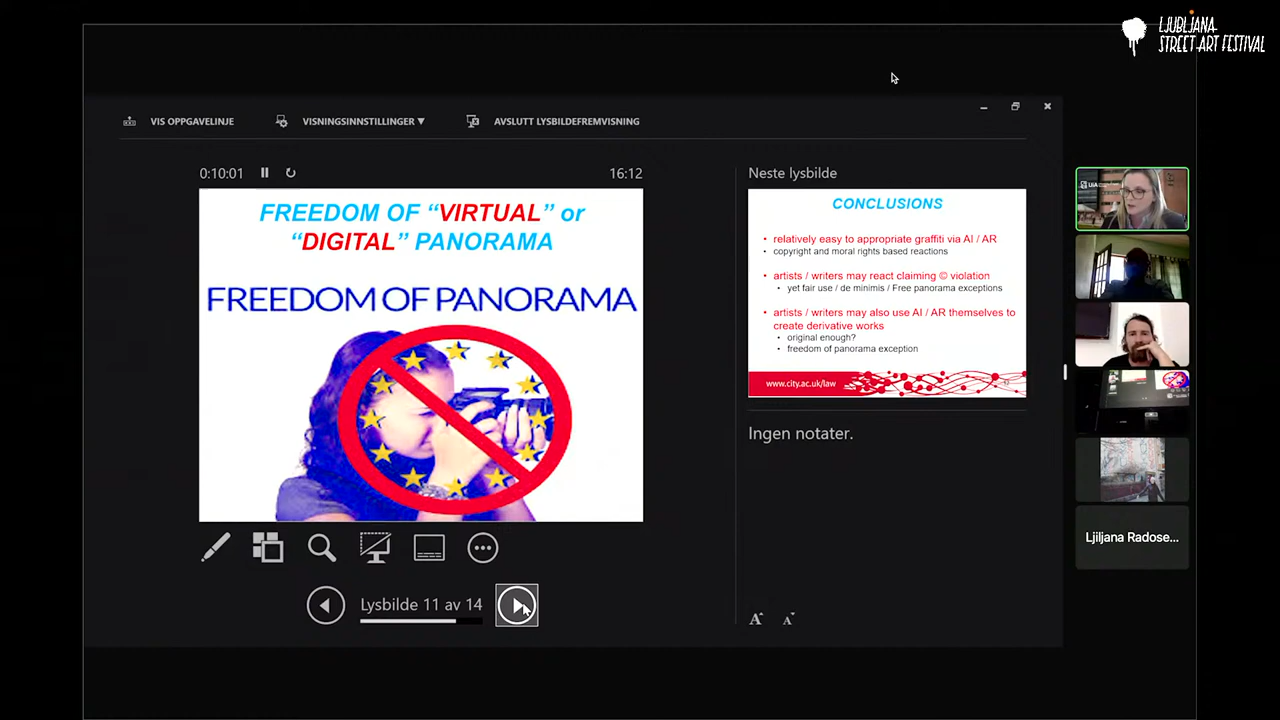 LJUBLJANA
STREET ART FESTIVAL
VIS OPPGAVELINJE
VISNINGSINNSTILLINGER ▼
AVSLUTT LYSBILDEFREMVISNING
0:10:01
16:12
FREEDOM OF “VIRTUAL” or
“DIGITAL” PANORAMA
FREEDOM OF PANORAMA
Lysbilde 11 av 14
Neste lysbilde
CONCLUSIONS
• relatively easy to appropriate graffiti via AI / AR
• copyright and moral rights based reactions
• artists / writers may react claiming © violation
• yet fair use / de minimis / Free panorama exceptions
• artists / writers may also use AI / AR themselves to
create derivative works
• original enough?
• freedom of panorama exception
www.city.ac.uk/law
Ingen notater.
A A
UiA
Ljiljana Radose...